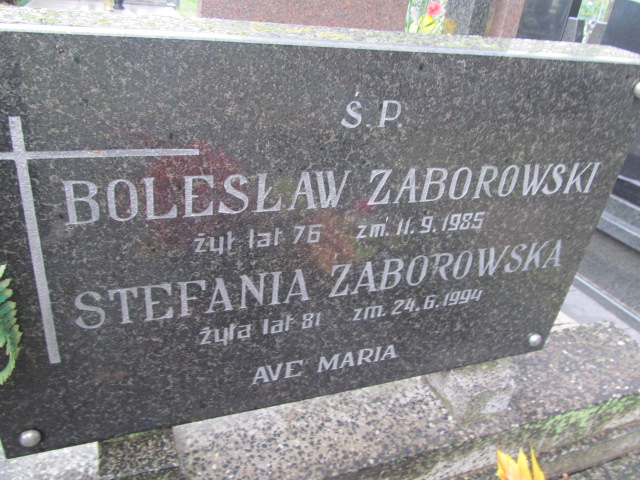 Ś.P.
BOLESŁAW ZABOROWSKI
żył lat 76 zm. 11.9.1985
STEFANIA ZABOROWSKA
żyła lat 81 zm. 24.6.1994
AVE MARIA